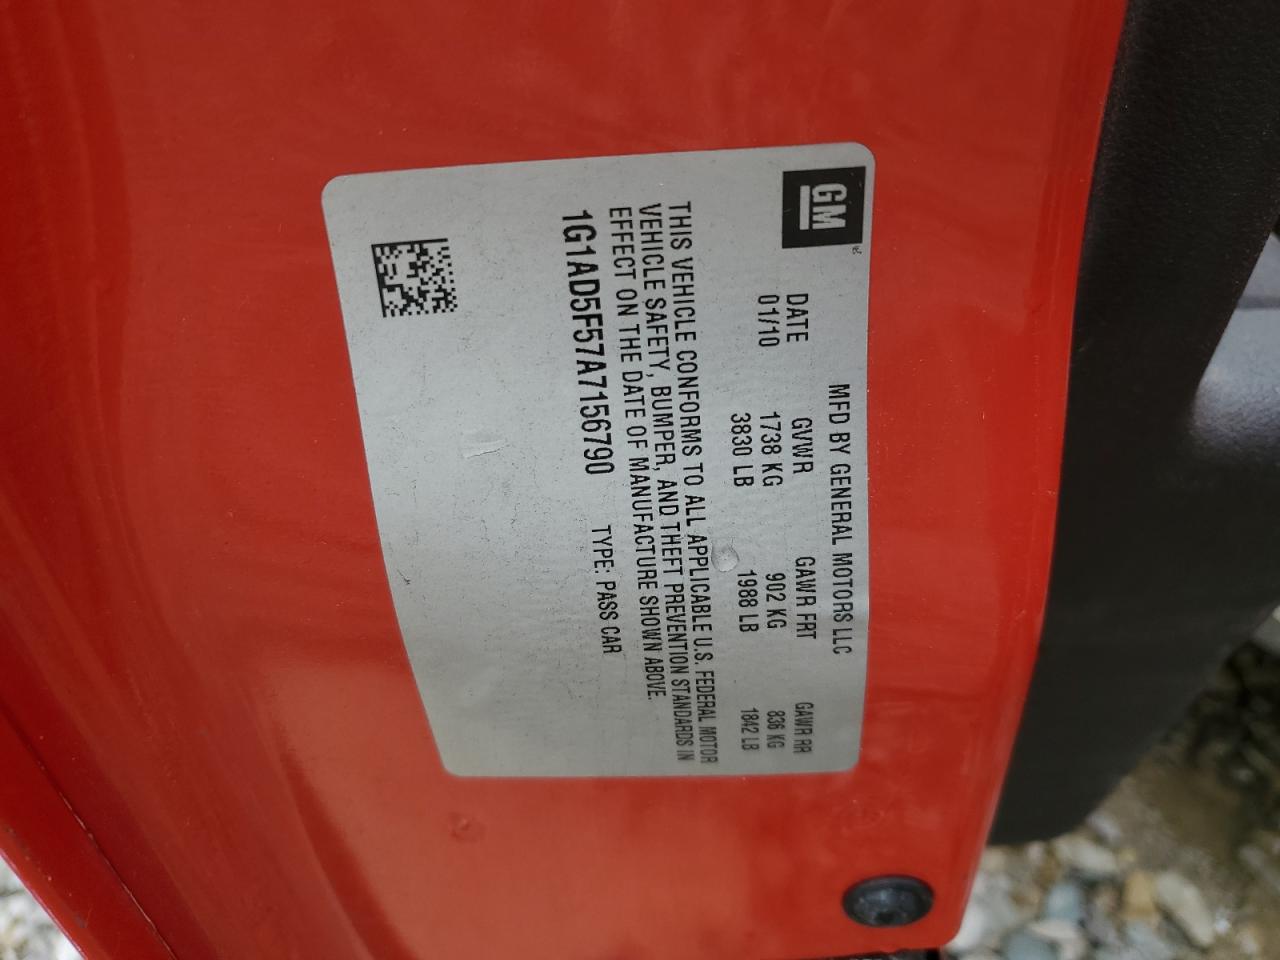 GM
MFD BY GENERAL MOTORS LLC
DATE GVWR GAWR FRT GAWR RR
01/10 1738 KG 902 KG 836 KG
3830 LB 1988 LB 1842 LB
THIS VEHICLE CONFORMS TO ALL APPLICABLE U.S. FEDERAL MOTOR
VEHICLE SAFETY, BUMPER, AND THEFT PREVENTION STANDARDS IN
EFFECT ON THE DATE OF MANUFACTURE SHOWN ABOVE.
1G1AD5F57A7156790 TYPE: PASS CAR